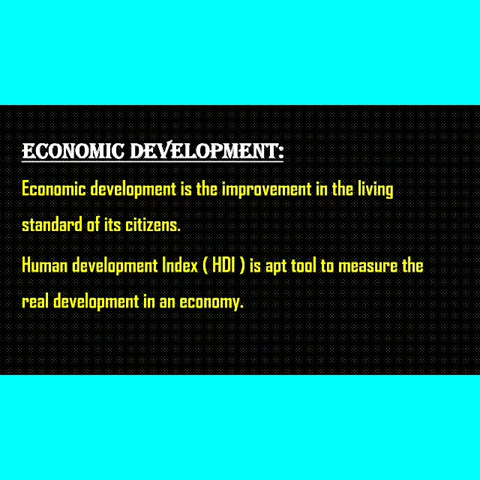 ECONOMIC DEVELOPMENT:
Economic development is the improvement in the living
standard of its citizens.
Human development Index ( HDI ) is apt tool to measure the
real development in an economy.